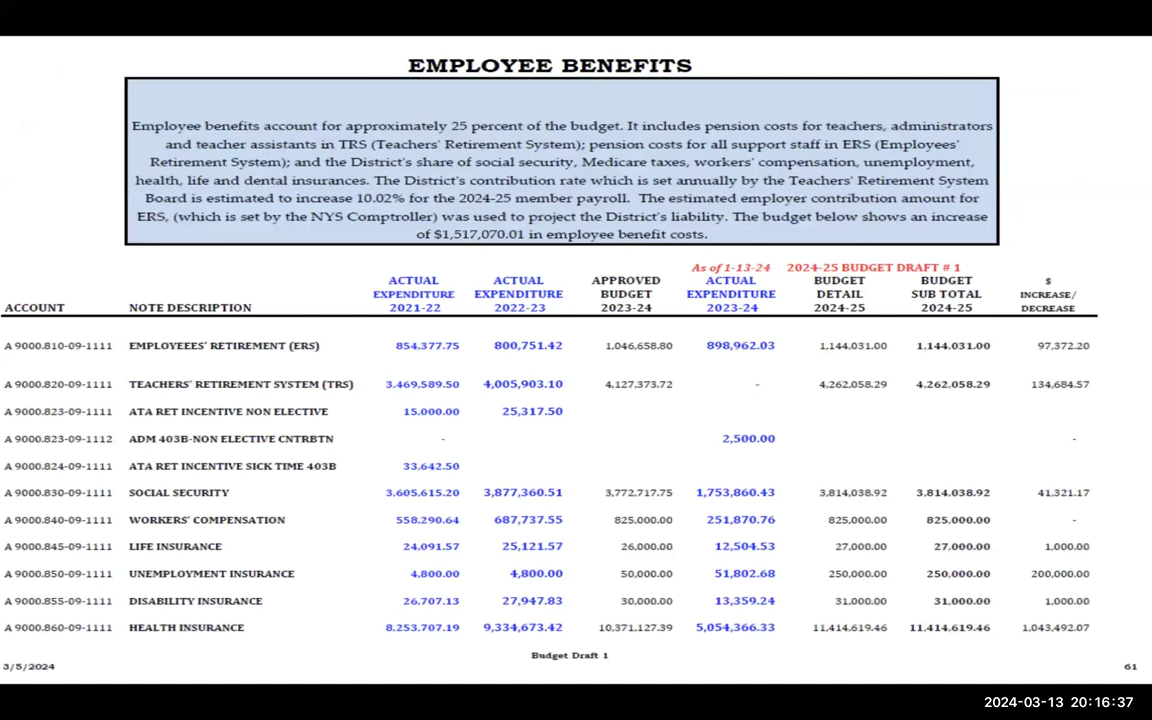 EMPLOYEE BENEFITS
Employee benefits account for approximately 25 percent of the budget. It includes pension costs for teachers, administrators
and teacher assistants in TRS (Teachers' Retirement System); pension costs for all support staff in ERS (Employees'
Retirement System); and the District's share of social security, Medicare taxes, workers' compensation, unemployment,
health, life and dental insurances. The District's contribution rate which is set annually by the Teachers' Retirement System
Board is estimated to increase 10.02% for the 2024-25 member payroll. The estimated employer contribution amount for
ERS, (which is set by the NYS Comptroller) was used to project the District's liability. The budget below shows an increase
of $1,517,070.01 in employee benefit costs.
As of 1-13-24 2024-25 BUDGET DRAFT # 1
ACTUAL ACTUAL APPROVED ACTUAL BUDGET BUDGET $
EXPENDITURE EXPENDITURE BUDGET EXPENDITURE DETAIL SUB TOTAL INCREASE/
ACCOUNT NOTE DESCRIPTION 2021-22 2022-23 2023-24 2023-24 2024-25 2024-25 DECREASE
A 9000.810-09-1111 EMPLOYEEES' RETIREMENT (ERS) 854,377.75 800,751.42 1,046,658.80 898,962.03 1,144,031.00 1,144,031.00 97,372.20
A 9000.820-09-1111 TEACHERS' RETIREMENT SYSTEM (TRS) 3,469,589.50 4,005,903.10 4,127,373.72 - 4,262,058.29 4,262,058.29 134,684.57
A 9000.823-09-1111 ATA RET INCENTIVE NON ELECTIVE 15,000.00 25,317.50
A 9000.823-09-1112 ADM 403B-NON ELECTIVE CNTRBTN - 2,500.00 -
A 9000.824-09-1111 ATA RET INCENTIVE SICK TIME 403B 33,642.50
A 9000.830-09-1111 SOCIAL SECURITY 3,605,615.20 3,877,360.51 3,772,717.75 1,753,860.43 3,814,038.92 3,814,038.92 41,321.17
A 9000.840-09-1111 WORKERS' COMPENSATION 558,290.64 687,737.55 825,000.00 251,870.76 825,000.00 825,000.00 -
A 9000.845-09-1111 LIFE INSURANCE 24,091.57 25,121.57 26,000.00 12,504.53 27,000.00 27,000.00 1,000.00
A 9000.850-09-1111 UNEMPLOYMENT INSURANCE 4,800.00 4,800.00 50,000.00 51,802.68 250,000.00 250,000.00 200,000.00
A 9000.855-09-1111 DISABILITY INSURANCE 26,707.13 27,947.83 30,000.00 13,359.24 31,000.00 31,000.00 1,000.00
A 9000.860-09-1111 HEALTH INSURANCE 8,253,707.19 9,334,673.42 10,371,127.39 5,054,366.33 11,414,619.46 11,414,619.46 1,043,492.07
Budget Draft 1
3/5/2024 61
2024-03-13 20:16:37